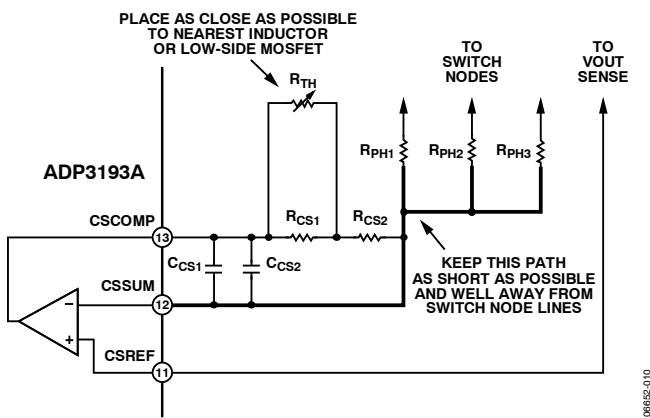 PLACE AS CLOSE AS POSSIBLE
TO NEAREST INDUCTOR
OR LOW-SIDE MOSFET
TO
SWITCH
NODES
TO
VOUT
SENSE
RTH
ADP3193A
RPH1
RPH2
RPH3
CSCOMP
13
RCS1
RCS2
CCS1
CCS2
KEEP THIS PATH
AS SHORT AS POSSIBLE
AND WELL AWAY FROM
SWITCH NODE LINES
CSSUM
12
–
+
CSREF
11
08652-010